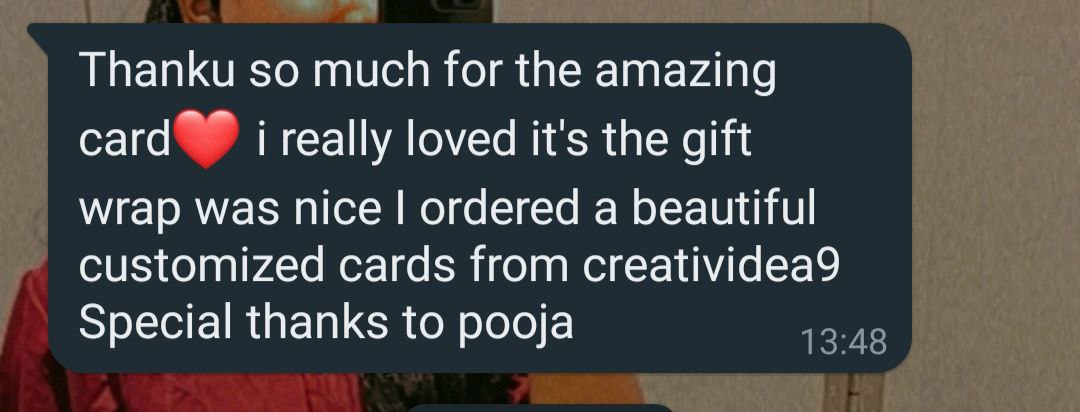 Thanku so much for the amazing
card❤️ i really loved it's the gift
wrap was nice I ordered a beautiful
customized cards from creatividea9
Special thanks to pooja
13:48